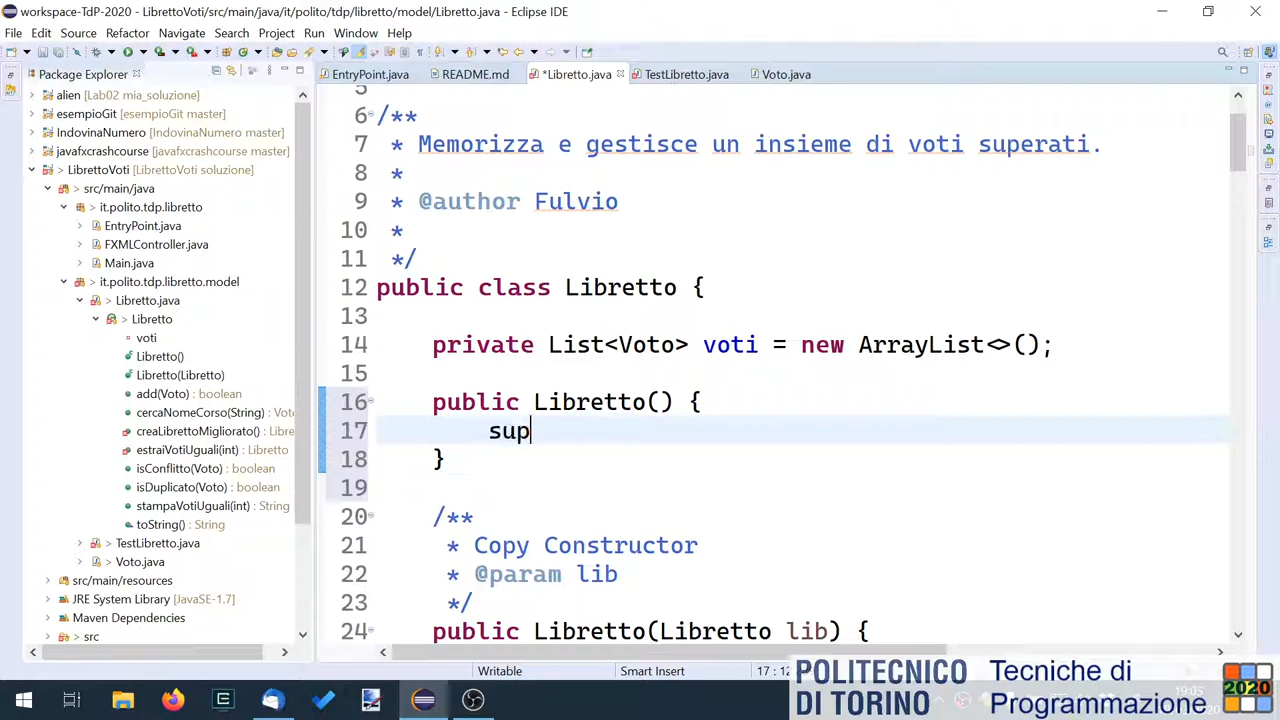 workspace-TdP-2020 - LibrettoVoti/src/main/java/it/polito/tdp/libretto/model/Libretto.java - Eclipse IDE
File Edit Source Refactor Navigate Search Project Run Window Help
Package Explorer
EntryPoint.java README.md *Libretto.java TestLibretto.java Voto.java
alien [Lab02 mia_soluzione]
esempioGit [esempioGit master]
IndovinaNumero [IndovinaNumero master]
javafxcrashcourse [javafxcrashcourse master]
LibrettoVoti [LibrettoVoti soluzione]
src/main/java
it.polito.tdp.libretto
EntryPoint.java
FXMLController.java
Main.java
it.polito.tdp.libretto.model
Libretto.java
Libretto
voti
Libretto()
Libretto(Libretto)
add(Voto) : boolean
cercaNomeCorso(String) : Voto
creaLibrettoMigliorato() : Libre
estraiVotiUguali(int) : Libretto
isConflitto(Voto) : boolean
isDuplicato(Voto) : boolean
stampaVotiUguali(int) : String
toString() : String
TestLibretto.java
Voto.java
src/main/resources
JRE System Library [JavaSE-1.7]
Maven Dependencies
src
5
6 /**
7 * Memorizza e gestisce un insieme di voti superati.
8 *
9 * @author Fulvio
10 *
11 */
12 public class Libretto {
13
14 private List<Voto> voti = new ArrayList<>();
15
16 public Libretto() {
17 sup
18 }
19
20 /**
21 * Copy Constructor
22 * @param lib
23 */
24 public Libretto(Libretto lib) {
Writable Smart Insert 17 : 12
POLITECNICO
DI TORINO
Tecniche di
Programmazione
2020
19:05